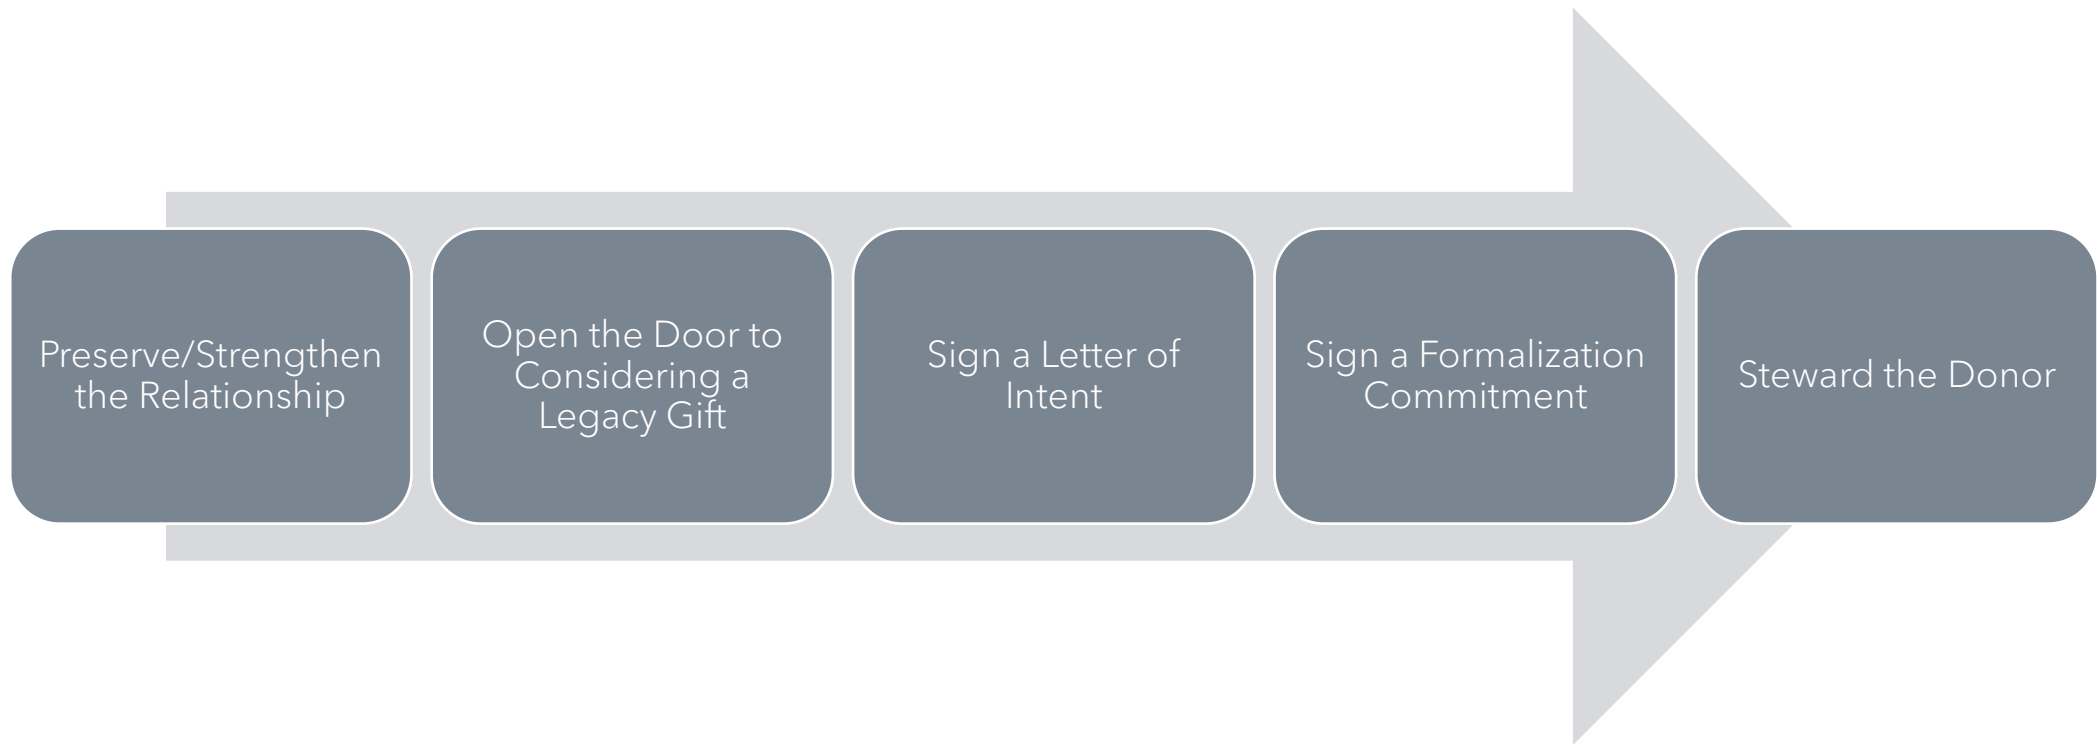 Preserve/Strengthen
the Relationship
Open the Door to
Considering a
Legacy Gift
Sign a Letter of
Intent
Sign a Formalization
Commitment
Steward the Donor